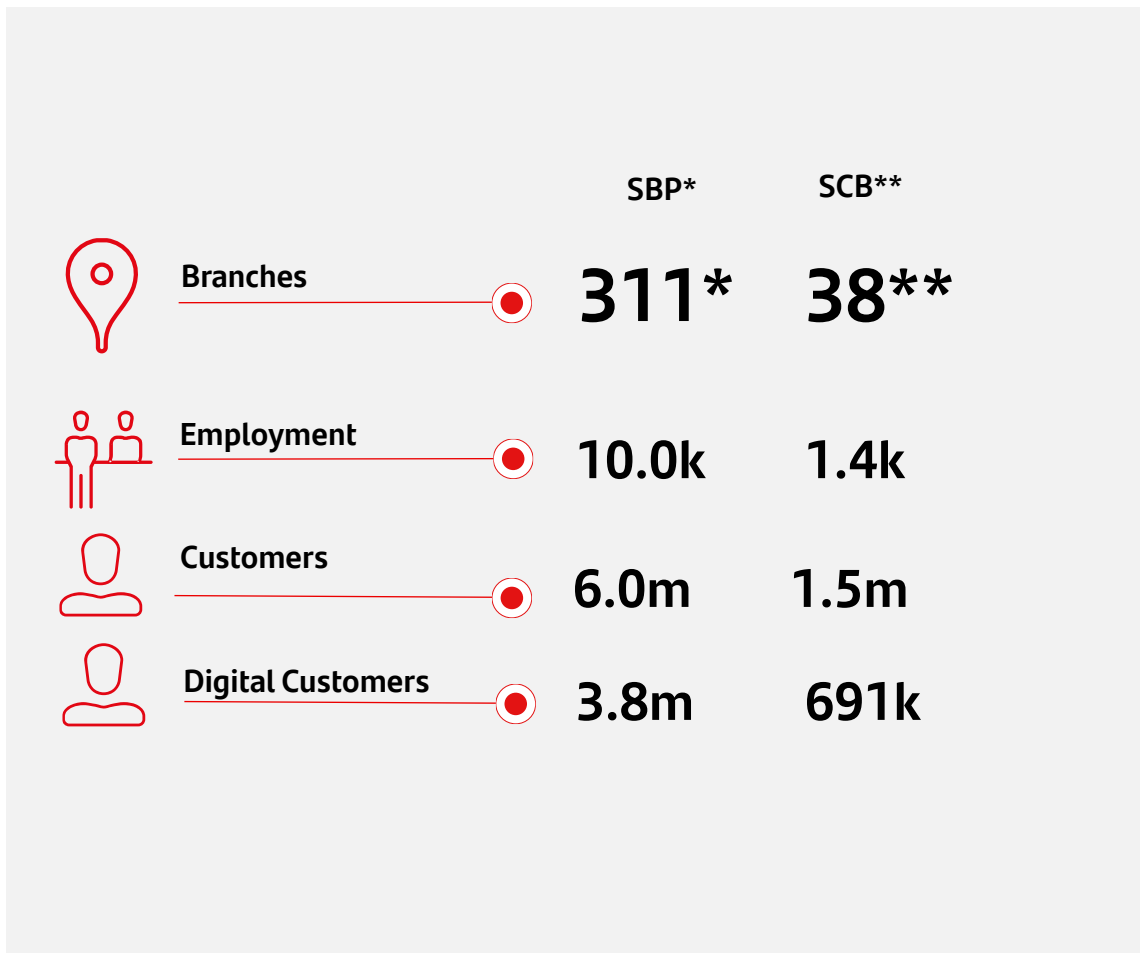 SBP* SCB**
Branches 311* 38**
Employment 10.0k 1.4k
Customers 6.0m 1.5m
Digital Customers 3.8m 691k